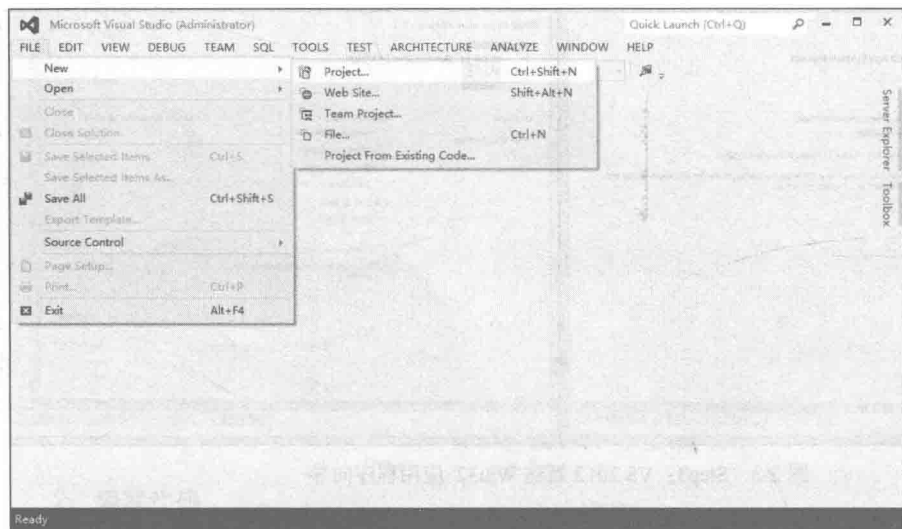 Microsoft Visual Studio (Administrator)
Quick Launch (Ctrl+Q)
FILE EDIT VIEW DEBUG TEAM SQL TOOLS TEST ARCHITECTURE ANALYZE WINDOW HELP
New
Open
Close
Close Solution
Save Selected Items Ctrl+S
Save Selected Items As...
Save All Ctrl+Shift+S
Export Template...
Source Control
Page Setup...
Print... Ctrl+P
Exit Alt+F4
Project... Ctrl+Shift+N
Web Site... Shift+Alt+N
Team Project...
File... Ctrl+N
Project From Existing Code...
Server Explorer
Toolbox
Ready